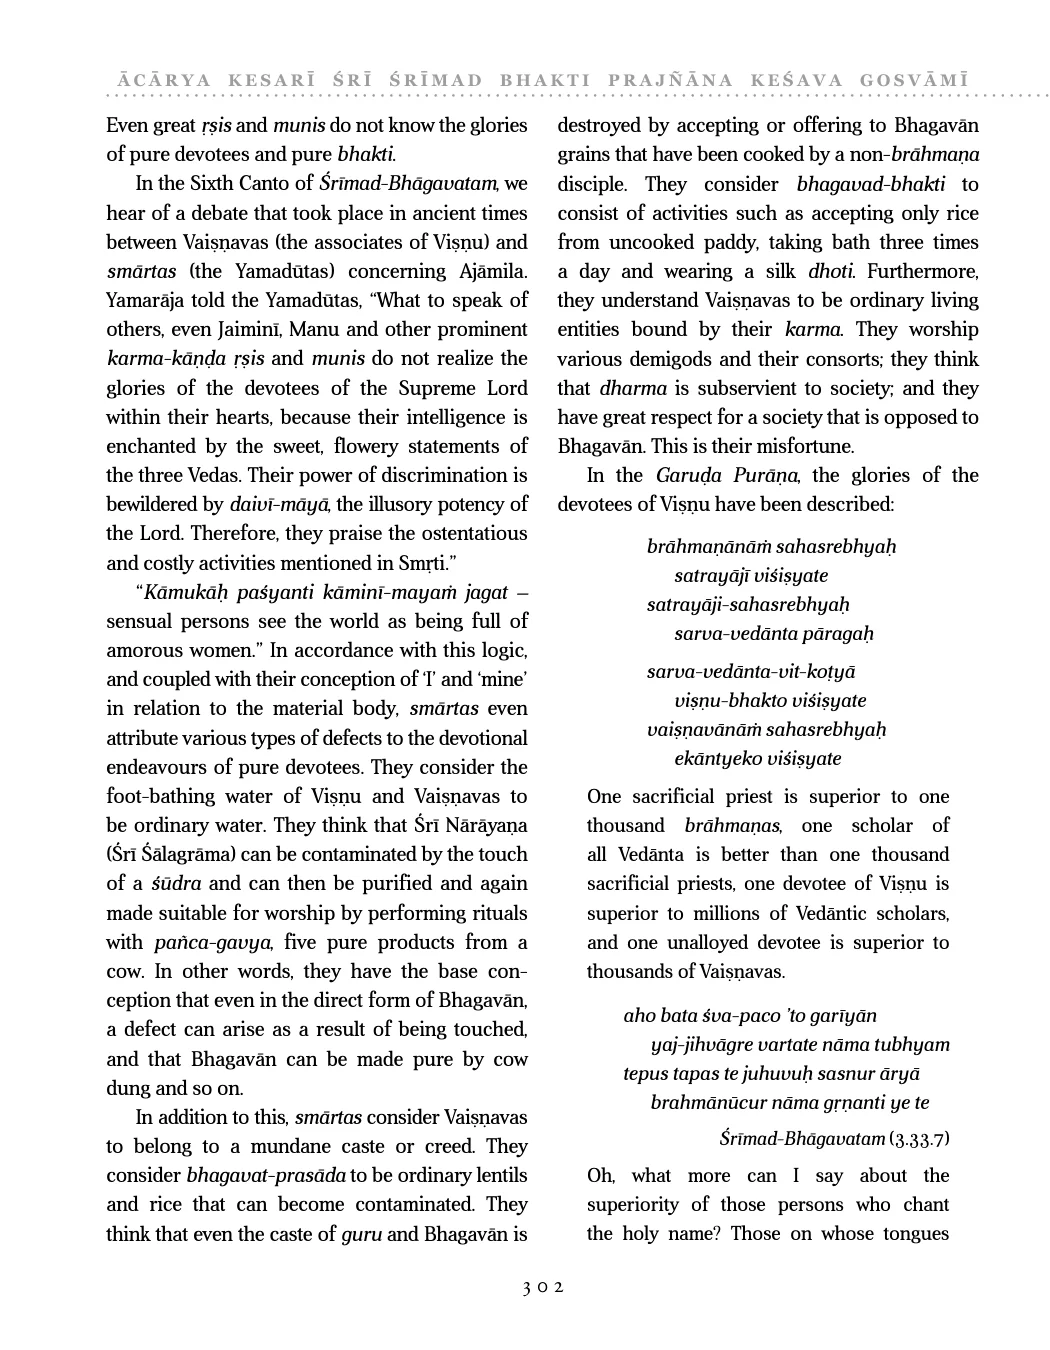 ĀCĀRYA KESARĪ ŚRĪ ŚRĪMAD BHAKTI PRAJÑĀNA KEŚAVA GOSVĀMĪ
Even great ṛṣis and munis do not know the glories
of pure devotees and pure bhakti.
In the Sixth Canto of Śrīmad-Bhāgavatam, we
hear of a debate that took place in ancient times
between Vaiṣṇavas (the associates of Viṣṇu) and
smārtas (the Yamadūtas) concerning Ajāmila.
Yamarāja told the Yamadūtas, “What to speak of
others, even Jaiminī, Manu and other prominent
karma-kāṇḍa ṛṣis and munis do not realize the
glories of the devotees of the Supreme Lord
within their hearts, because their intelligence is
enchanted by the sweet, flowery statements of
the three Vedas. Their power of discrimination is
bewildered by daivī-māyā, the illusory potency of
the Lord. Therefore, they praise the ostentatious
and costly activities mentioned in Smṛti.”
“Kāmukāḥ paśyanti kāminī-mayaṁ jagat –
sensual persons see the world as being full of
amorous women.” In accordance with this logic,
and coupled with their conception of ‘I’ and ‘mine’
in relation to the material body, smārtas even
attribute various types of defects to the devotional
endeavours of pure devotees. They consider the
foot-bathing water of Viṣṇu and Vaiṣṇavas to
be ordinary water. They think that Śrī Nārāyaṇa
(Śrī Śālagrāma) can be contaminated by the touch
of a śūdra and can then be purified and again
made suitable for worship by performing rituals
with pañca-gavya, five pure products from a
cow. In other words, they have the base con-
ception that even in the direct form of Bhagavān,
a defect can arise as a result of being touched,
and that Bhagavān can be made pure by cow
dung and so on.
In addition to this, smārtas consider Vaiṣṇavas
to belong to a mundane caste or creed. They
consider bhagavat-prasāda to be ordinary lentils
and rice that can become contaminated. They
think that even the caste of guru and Bhagavān is
destroyed by accepting or offering to Bhagavān
grains that have been cooked by a non-brāhmaṇa
disciple. They consider bhagavad-bhakti to
consist of activities such as accepting only rice
from uncooked paddy, taking bath three times
a day and wearing a silk dhoti. Furthermore,
they understand Vaiṣṇavas to be ordinary living
entities bound by their karma. They worship
various demigods and their consorts; they think
that dharma is subservient to society; and they
have great respect for a society that is opposed to
Bhagavān. This is their misfortune.
In the Garuḍa Purāṇa, the glories of the
devotees of Viṣṇu have been described:
brāhmaṇānāṁ sahasrebhyaḥ
satrayājī viśiṣyate
satrayāji-sahasrebhyaḥ
sarva-vedānta pāragaḥ
sarva-vedānta-vit-koṭyā
viṣṇu-bhakto viśiṣyate
vaiṣṇavānāṁ sahasrebhyaḥ
ekāntyeko viśiṣyate
One sacrificial priest is superior to one
thousand brāhmaṇas, one scholar of
all Vedānta is better than one thousand
sacrificial priests, one devotee of Viṣṇu is
superior to millions of Vedāntic scholars,
and one unalloyed devotee is superior to
thousands of Vaiṣṇavas.
aho bata śva-paco ’to garīyān
yaj-jihvāgre vartate nāma tubhyam
tepus tapas te juhuvuḥ sasnur āryā
brahmānūcur nāma gṛṇanti ye te
Śrīmad-Bhāgavatam (3.33.7)
Oh, what more can I say about the
superiority of those persons who chant
the holy name? Those on whose tongues
302